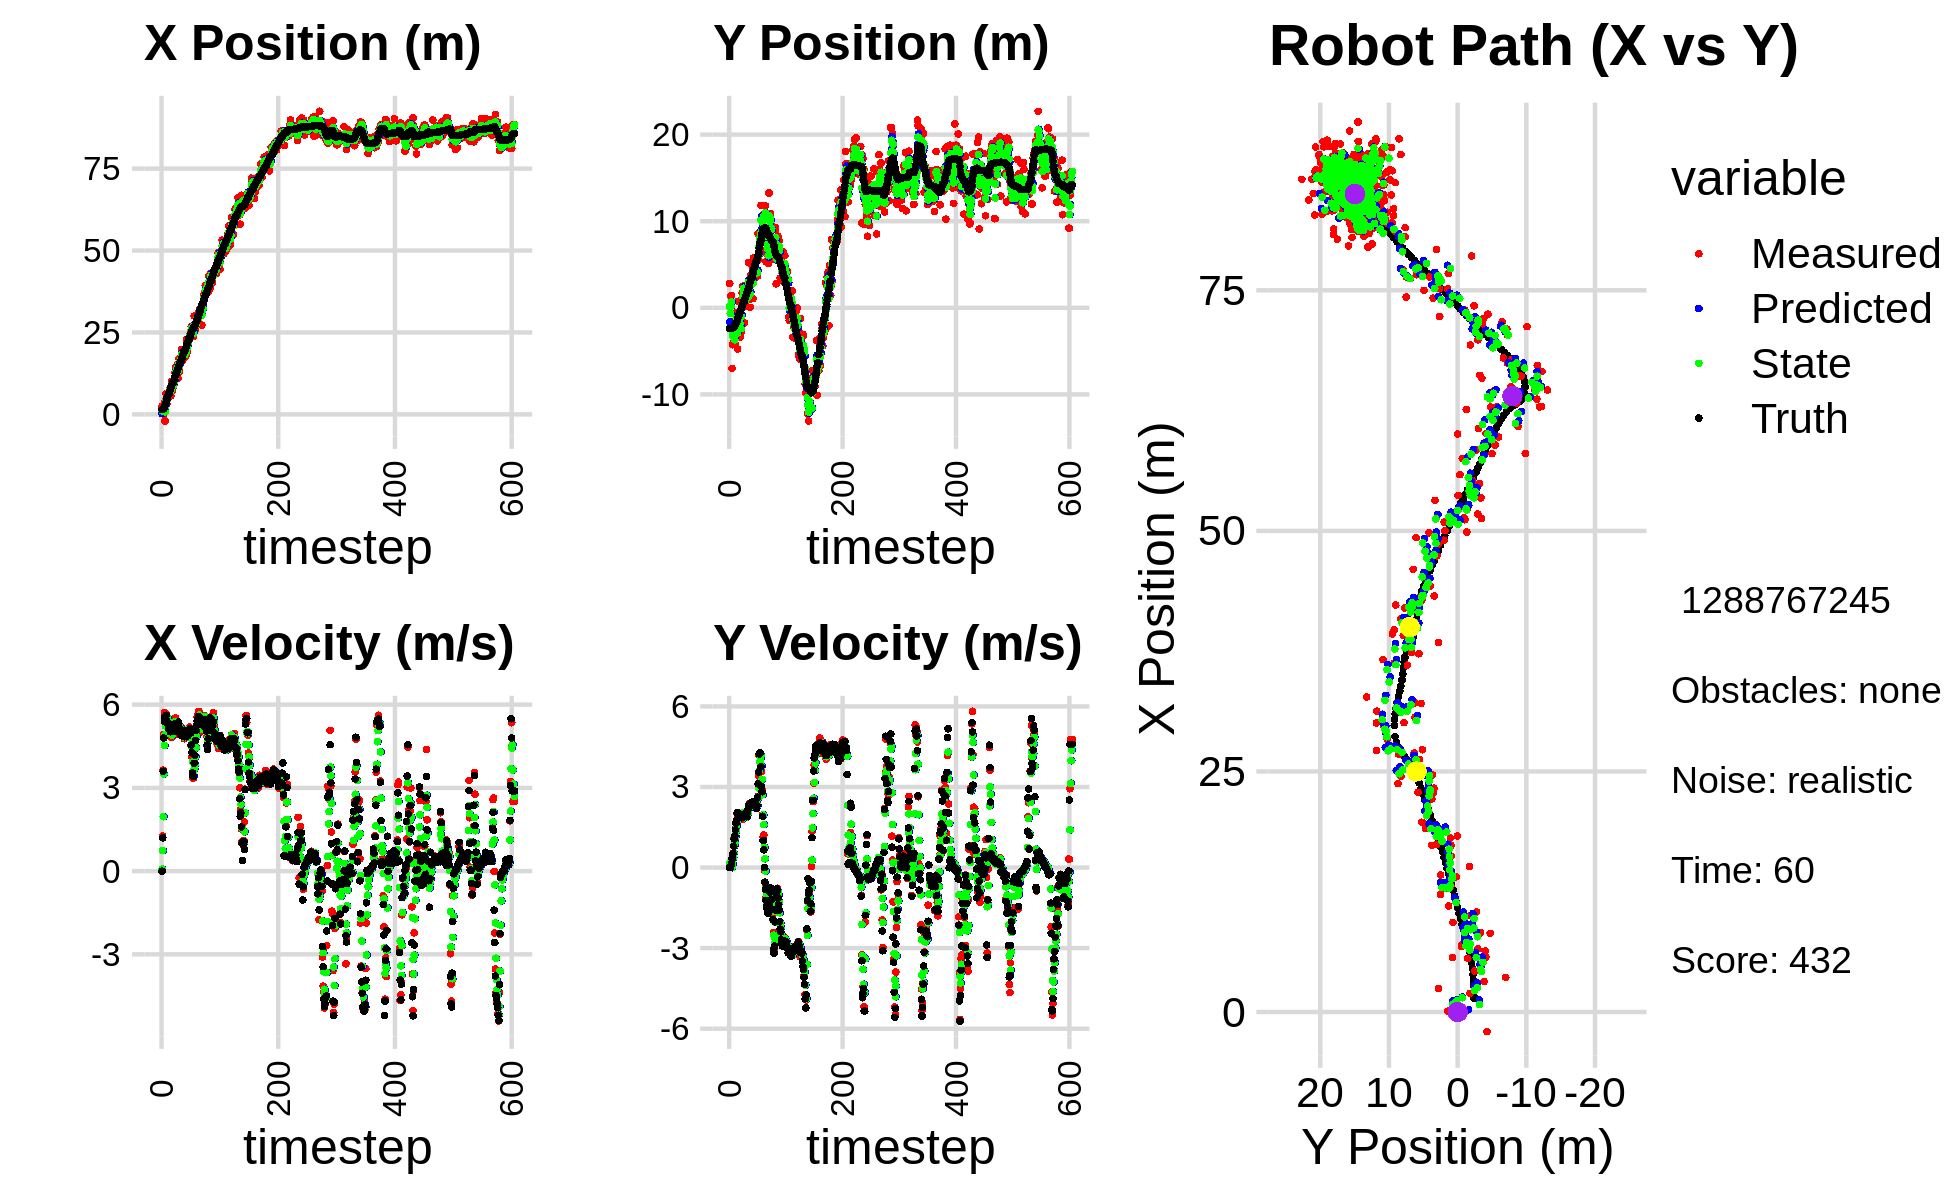 X Position (m)
75
50
25
0
0 200 400 600
timestep
Y Position (m)
20
10
0
-10
0 200 400 600
timestep
X Velocity (m/s)
6
3
0
-3
0 200 400 600
timestep
Y Velocity (m/s)
6
3
0
-3
-6
0 200 400 600
timestep
Robot Path (X vs Y)
X Position (m)
75
50
25
0
20 10 0 -10 -20
Y Position (m)
variable
Measured
Predicted
State
Truth
1288767245
Obstacles: none
Noise: realistic
Time: 60
Score: 432